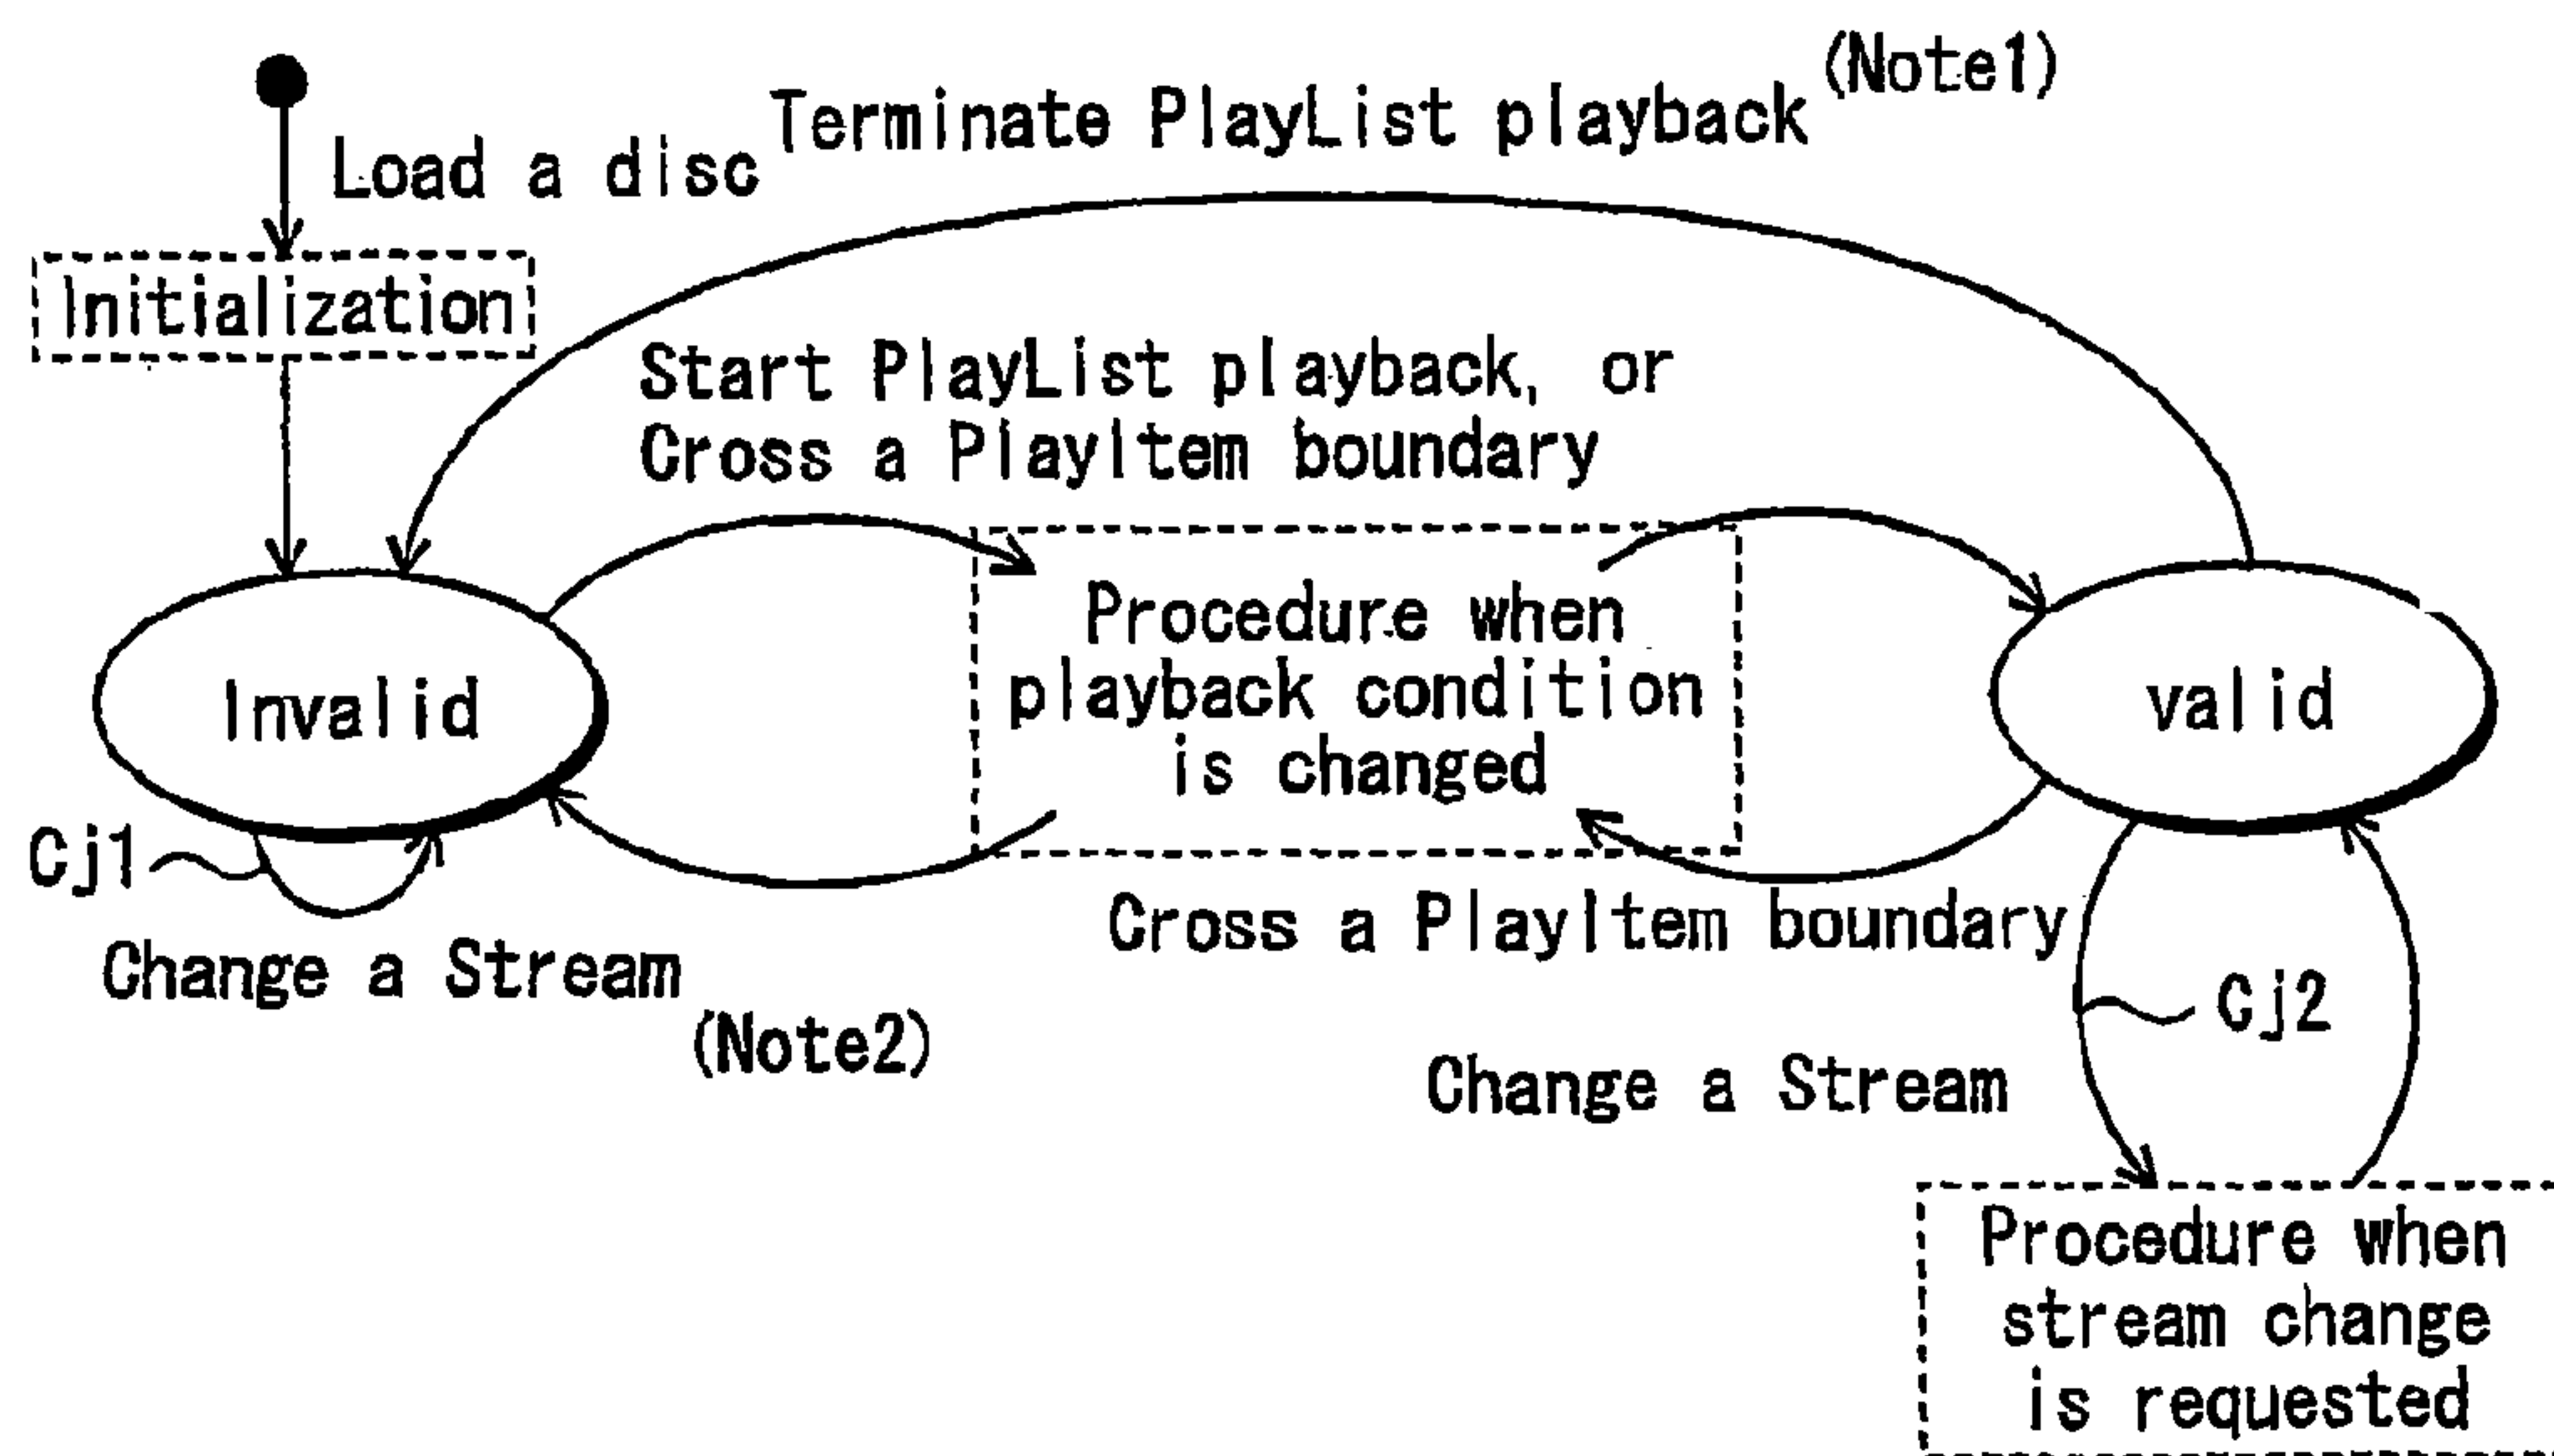 (Note1)
Terminate PlayList playback
Load a disc
Initialization
Start PlayList playback, or
Cross a PlayItem boundary
Procedure when
playback condition
is changed
Invalid
valid
Cj1
Change a Stream
(Note2)
Cross a PlayItem boundary
Cj2
Change a Stream
Procedure when
stream change
is requested